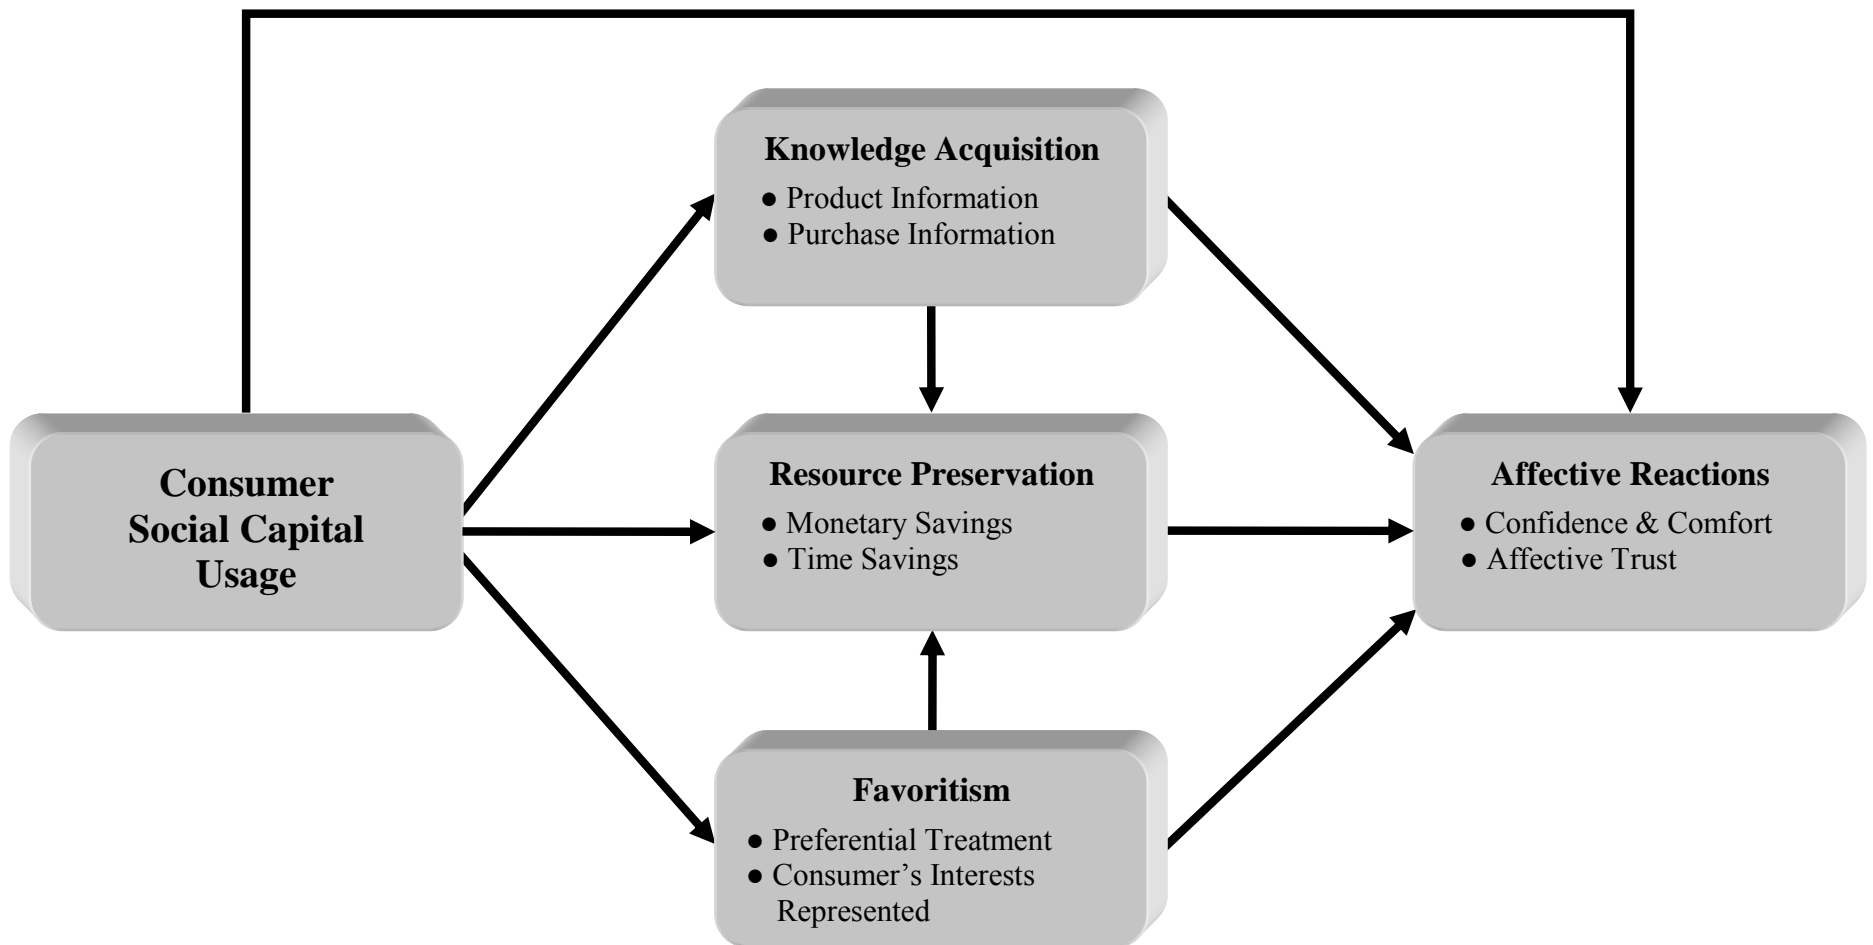 Knowledge Acquisition
● Product Information
● Purchase Information
Consumer
Social Capital
Usage
Resource Preservation
● Monetary Savings
● Time Savings
Affective Reactions
● Confidence & Comfort
● Affective Trust
Favoritism
● Preferential Treatment
● Consumer’s Interests
Represented